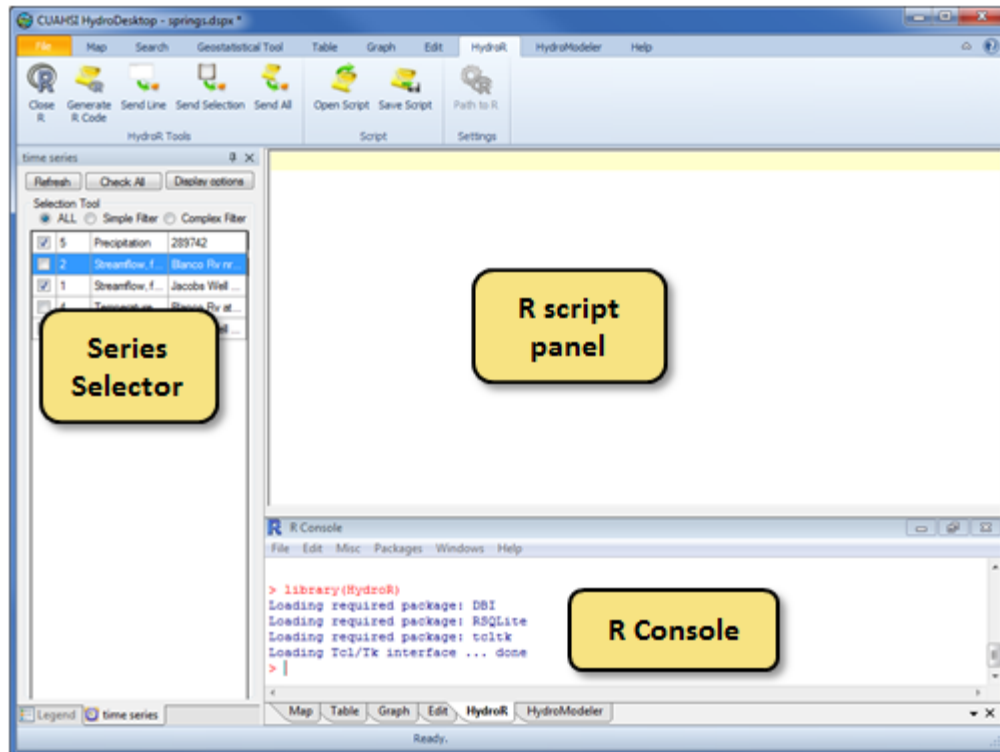 CUAHSI HydroDesktop - springs.dspx *
File Map Search Geostatistical Tool Table Graph Edit HydroR HydroModeler Help
Close R Generate R Code Send Line Send Selection Send All Open Script Save Script Path to R
HydroR Tools Script Settings
time series
Refresh Check All Display options
Selection Tool
ALL Simple Filter Complex Filter
5 Precipitation 289742
2 Streamflow, f... Blanco Rv nr...
1 Streamflow, f... Jacobs Well ...
4 Temperature Blanco Rv at...
Series Selector
R script panel
R Console
File Edit Misc Packages Windows Help
> library(HydroR)
Loading required package: DBI
Loading required package: RSQLite
Loading required package: tcltk
Loading Tcl/Tk interface ... done
>
R Console
Legend time series
Map Table Graph Edit HydroR HydroModeler
Ready.